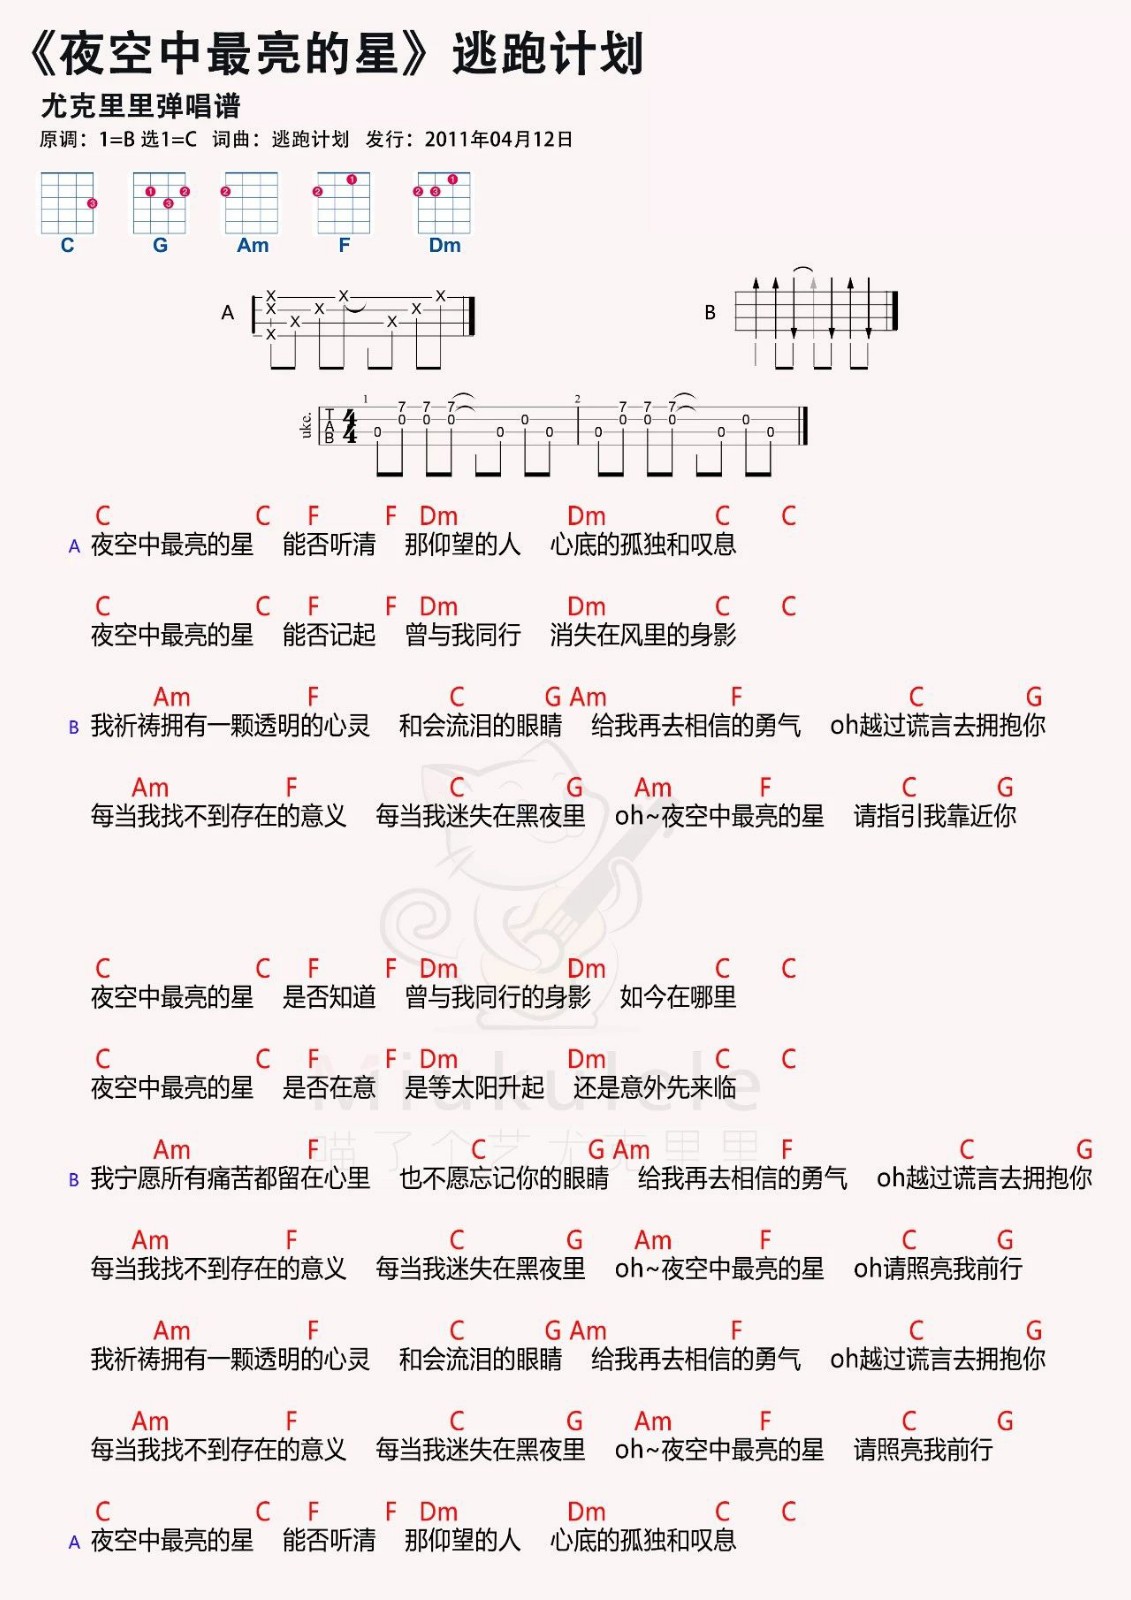 《夜空中最亮的星》逃跑计划
尤克里里弹唱谱
原调：1=B 选1=C 词曲：逃跑计划 发行：2011年04月12日
3 1 2 3 2 2 1 2 3 1
C G Am F Dm
A B
X X X X X X X X X
ukc. T A B 4 4 1 2
7 7 7 7 7 7
0 0 0 0 0 0 0 0
0 0 0 0 0 0
C C F F Dm Dm C C
A 夜空中最亮的星 能否听清 那仰望的人 心底的孤独和叹息
C C F F Dm Dm C C
夜空中最亮的星 能否记起 曾与我同行 消失在风里的身影
Am F C G Am F C G
B 我祈祷拥有一颗透明的心灵 和会流泪的眼睛 给我再去相信的勇气 oh越过谎言去拥抱你
Am F C G Am F C G
每当我找不到存在的意义 每当我迷失在黑夜里 oh~夜空中最亮的星 请指引我靠近你
C C F F Dm Dm C C
夜空中最亮的星 是否知道 曾与我同行的身影 如今在哪里
C C F F Dm Dm C C
Miukulele
夜空中最亮的星 是否在意 是等太阳升起 还是意外先来临
Am F C G Am F C G
喵了个艺尤克里里
B 我宁愿所有痛苦都留在心里 也不愿忘记你的眼睛 给我再去相信的勇气 oh越过谎言去拥抱你
Am F C G Am F C G
每当我找不到存在的意义 每当我迷失在黑夜里 oh~夜空中最亮的星 oh请照亮我前行
Am F C G Am F C G
我祈祷拥有一颗透明的心灵 和会流泪的眼睛 给我再去相信的勇气 oh越过谎言去拥抱你
Am F C G Am F C G
每当我找不到存在的意义 每当我迷失在黑夜里 oh~夜空中最亮的星 请照亮我前行
C C F F Dm Dm C C
A 夜空中最亮的星 能否听清 那仰望的人 心底的孤独和叹息